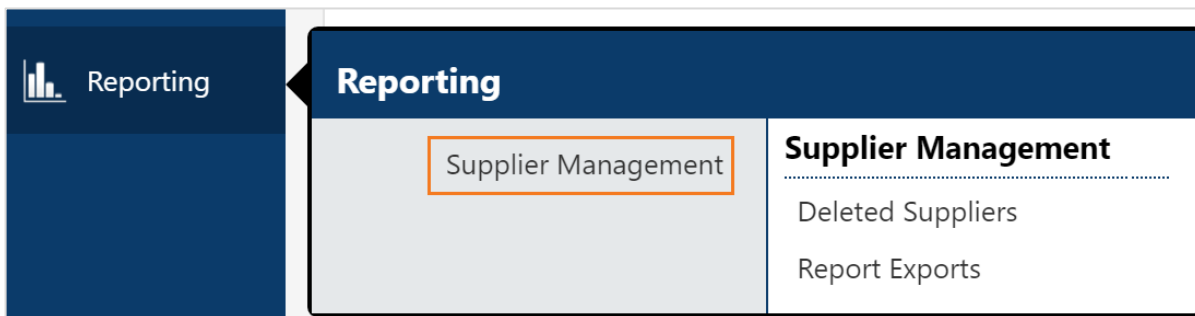 Reporting
Reporting
Supplier Management
Supplier Management
Deleted Suppliers
Report Exports